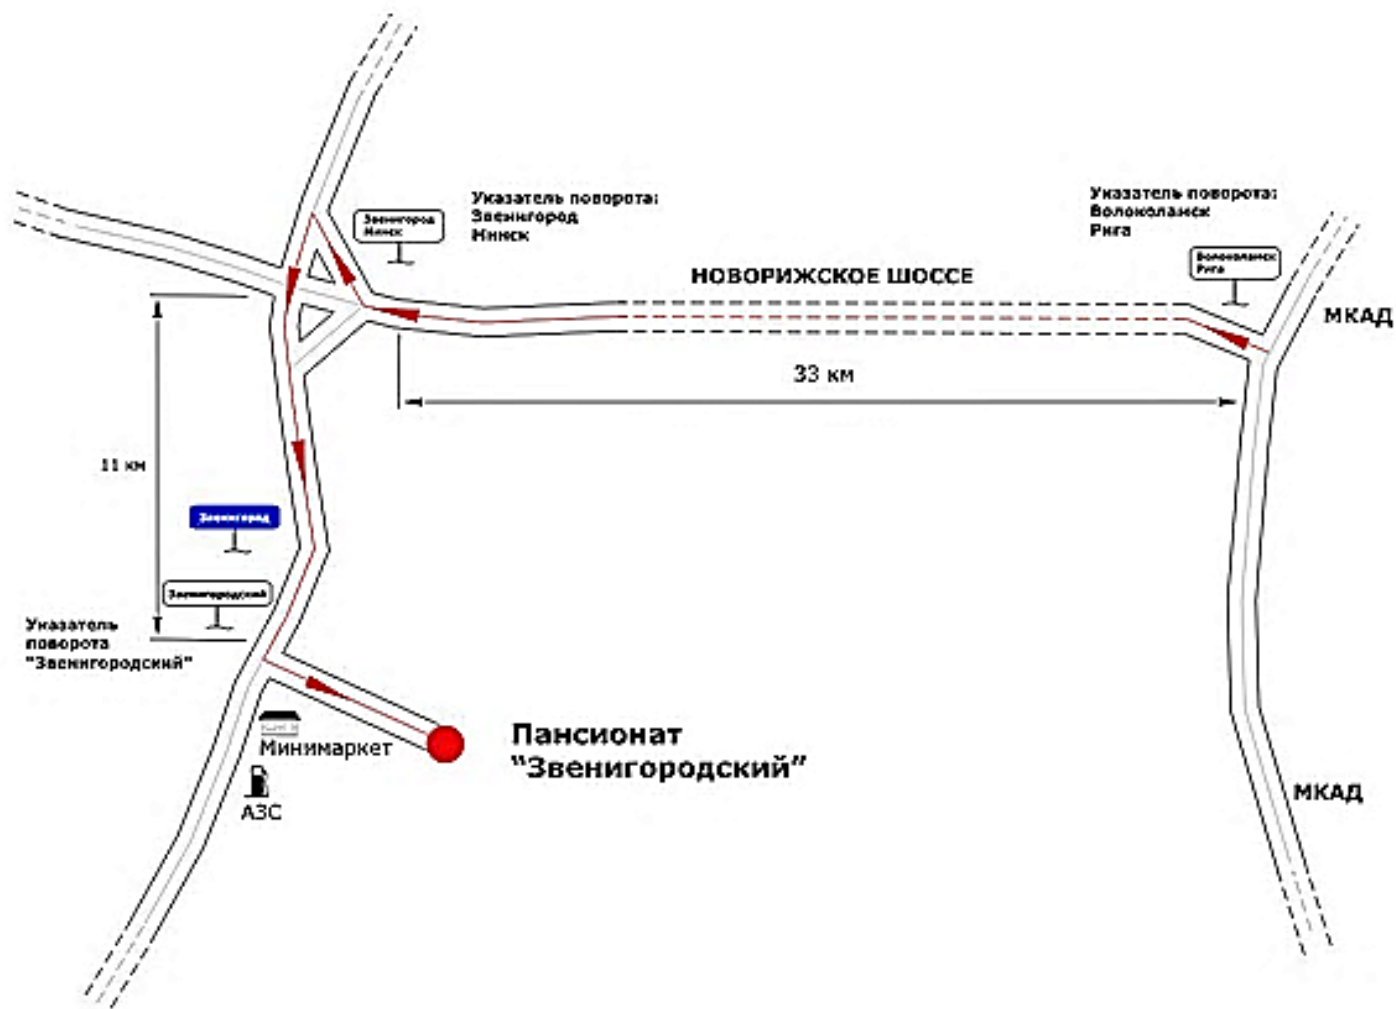 Указатель поворота:
Звенигород
Минск
Звенигород
Минск
Указатель поворота:
Волоколамск
Рига
Волоколамск
Рига
НОВОРИЖСКОЕ ШОССЕ
МКАД
33 км
11 км
Звенигород
Звенигородский
Указатель
поворота
"Звенигородский"
Минимаркет
АЗС
Пансионат
"Звенигородский"
МКАД